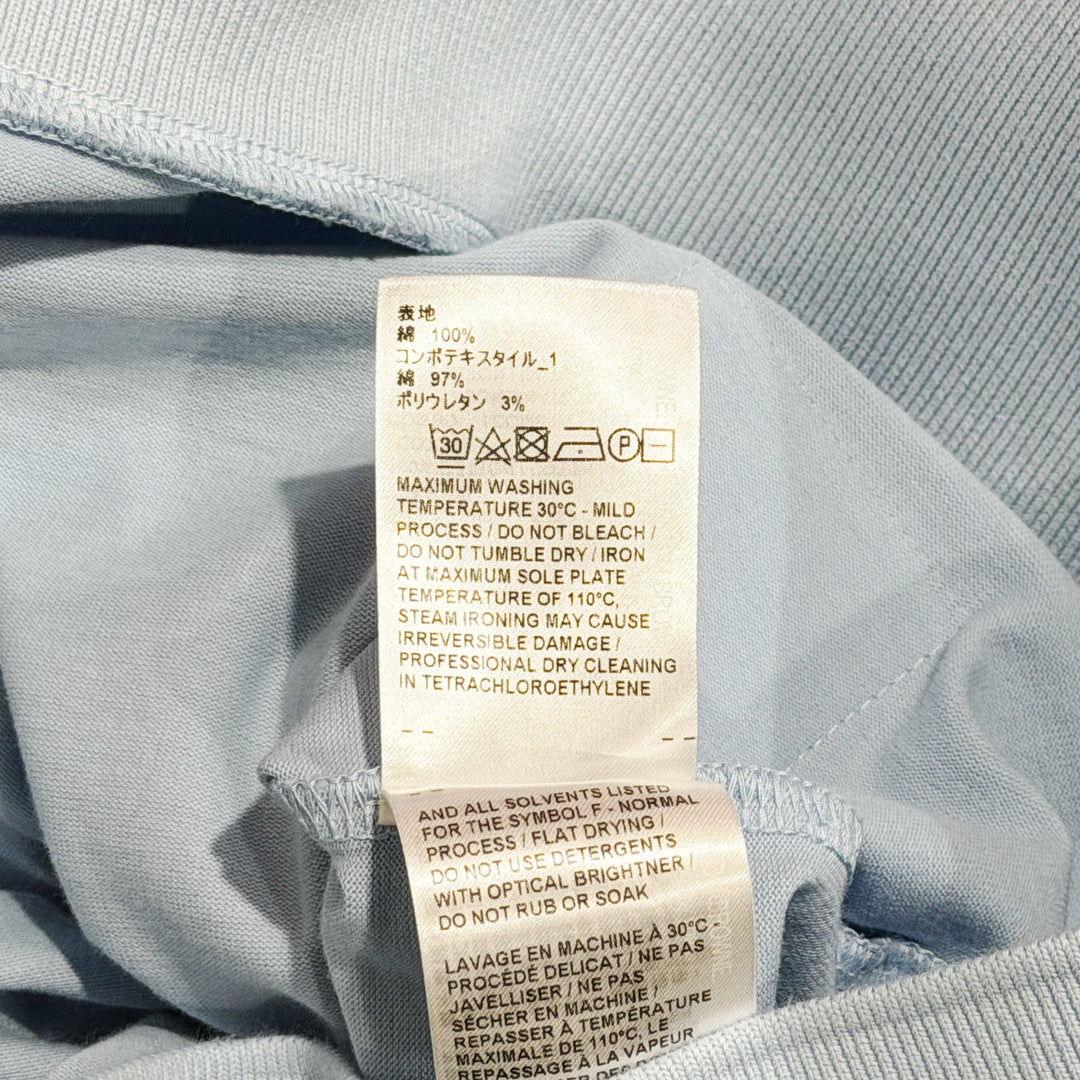 表地
綿 100%
コンポテキスタイル_1
綿 97%
ポリウレタン 3%
30 P
MAXIMUM WASHING
TEMPERATURE 30°C - MILD
PROCESS / DO NOT BLEACH /
DO NOT TUMBLE DRY / IRON
AT MAXIMUM SOLE PLATE
TEMPERATURE OF 110°C,
STEAM IRONING MAY CAUSE
IRREVERSIBLE DAMAGE /
PROFESSIONAL DRY CLEANING
IN TETRACHLOROETHYLENE
AND ALL SOLVENTS LISTED
FOR THE SYMBOL F - NORMAL
PROCESS / FLAT DRYING /
DO NOT USE DETERGENTS
WITH OPTICAL BRIGHTNER /
DO NOT RUB OR SOAK
LAVAGE EN MACHINE À 30°C -
PROCÉDÉ DELICAT / NE PAS
JAVELLISER / NE PAS
SÉCHER EN MACHINE /
REPASSER À TEMPÉRATURE
MAXIMALE DE 110°C, LE
REPASSAGE À LA VAPEUR